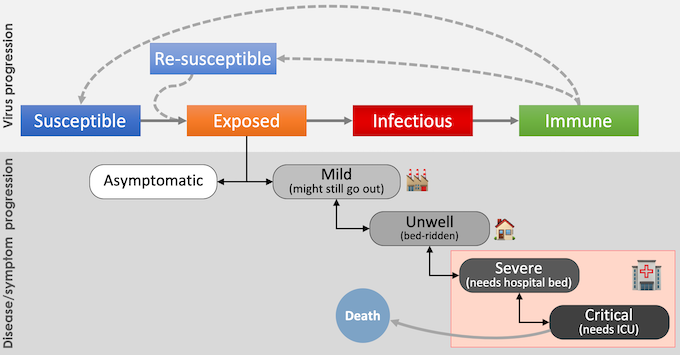 Virus progression
Re-susceptible
Susceptible
Exposed
Infectious
Immune
Disease/symptom progression
Asymptomatic
Mild
(might still go out)
Unwell
(bed-ridden)
Severe
(needs hospital bed)
Death
Critical
(needs ICU)